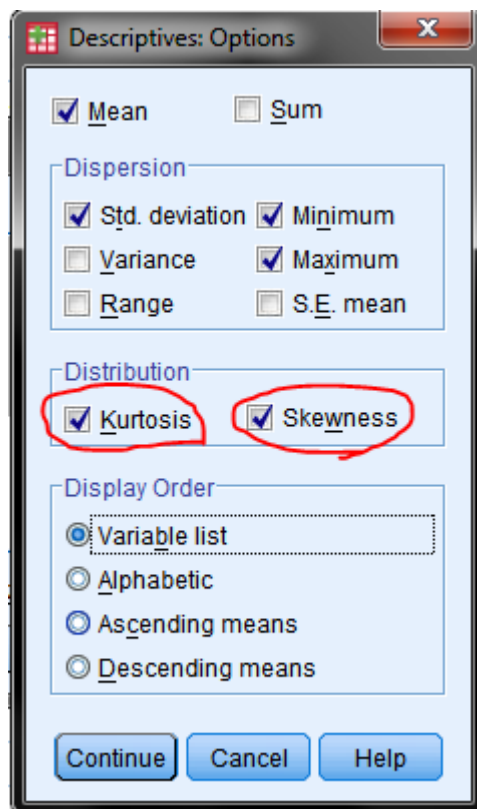 Descriptives: Options
Mean Sum
Dispersion
Std. deviation Minimum
Variance Maximum
Range S.E. mean
Distribution
Kurtosis Skewness
Display Order
Variable list
Alphabetic
Ascending means
Descending means
Continue Cancel Help